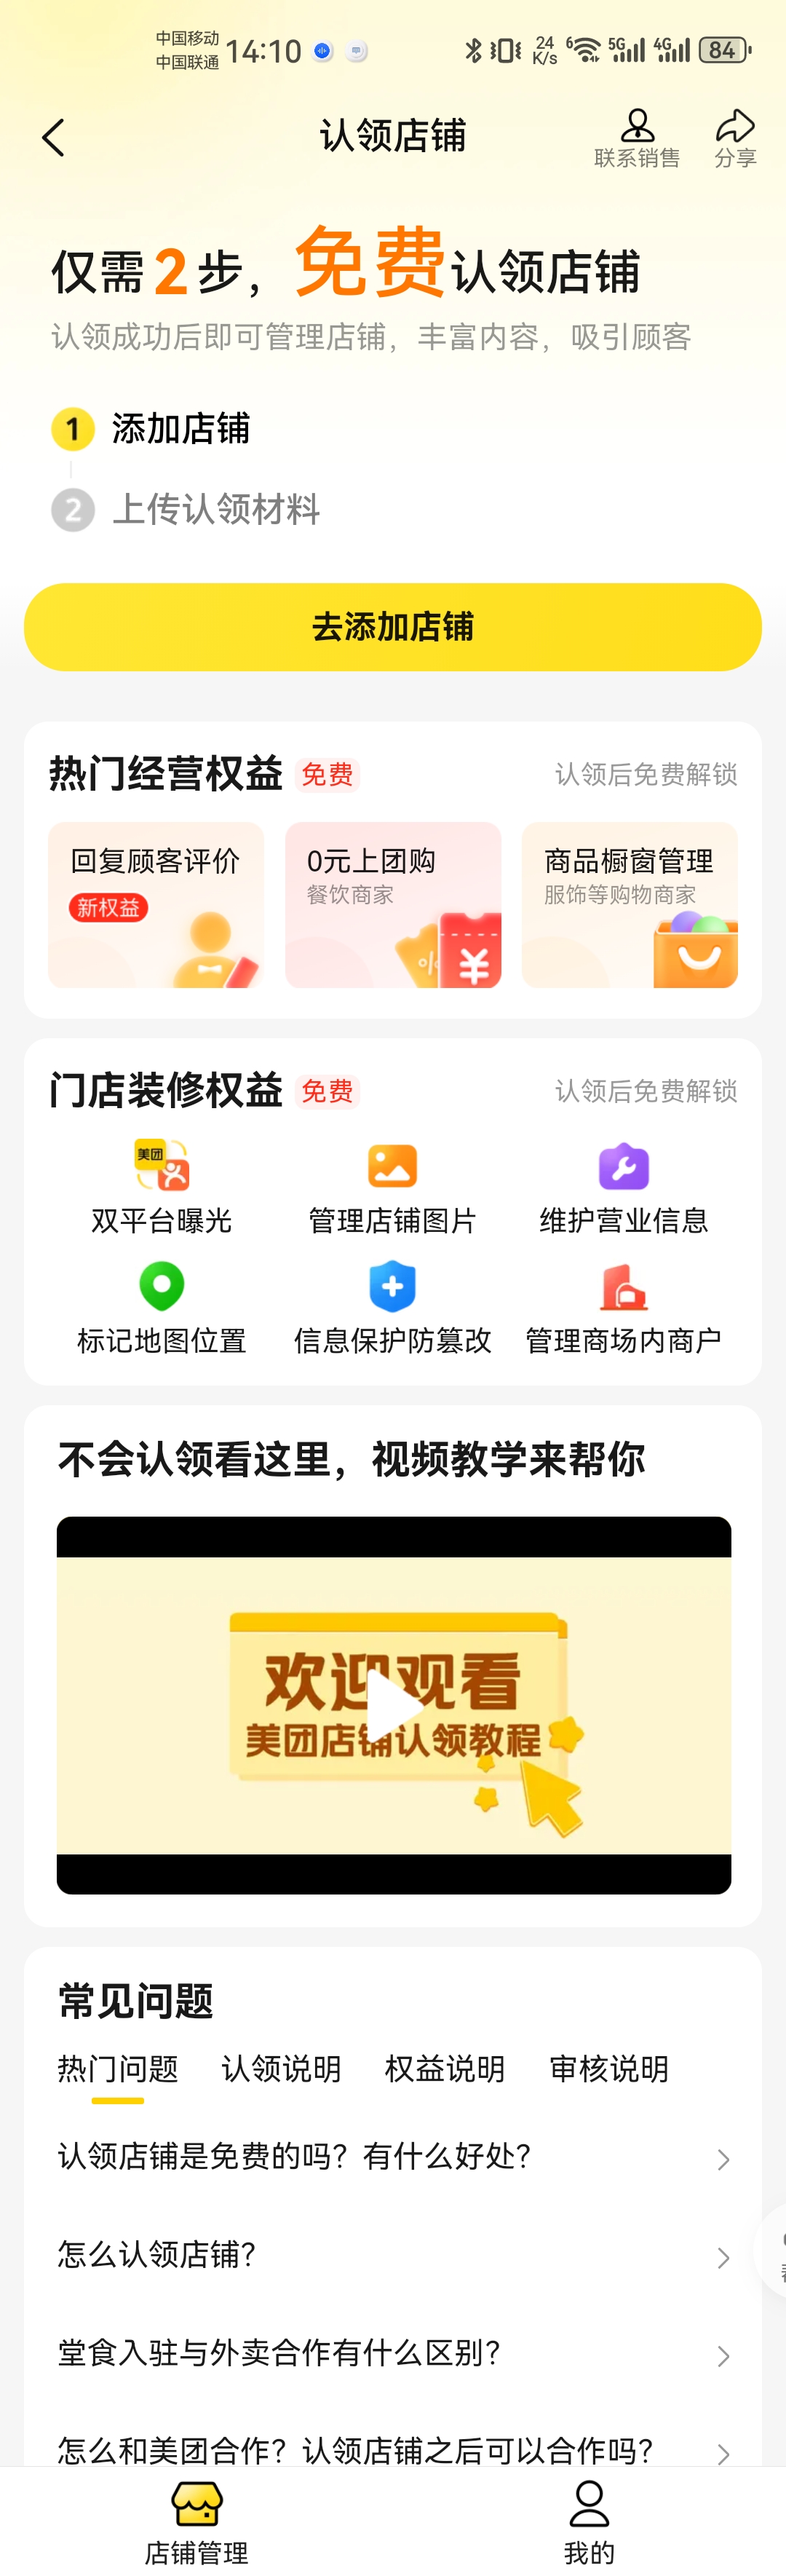 中国移动
中国联通
14:10
24
K/s
6
5G
4G
84
认领店铺
联系销售
分享
仅需2步，免费认领店铺
认领成功后即可管理店铺，丰富内容，吸引顾客
1 添加店铺
2 上传认领材料
去添加店铺
热门经营权益 免费 认领后免费解锁
回复顾客评价
新权益
0元上团购
餐饮商家
%
¥
商品橱窗管理
服饰等购物商家
门店装修权益 免费 认领后免费解锁
美团
双平台曝光
管理店铺图片
维护营业信息
标记地图位置
信息保护防篡改
管理商场内商户
不会认领看这里，视频教学来帮你
欢迎观看
美团店铺认领教程
常见问题
热门问题 认领说明 权益说明 审核说明
认领店铺是免费的吗？有什么好处？
怎么认领店铺？
堂食入驻与外卖合作有什么区别？
怎么和美团合作？认领店铺之后可以合作吗？
店铺管理
我的